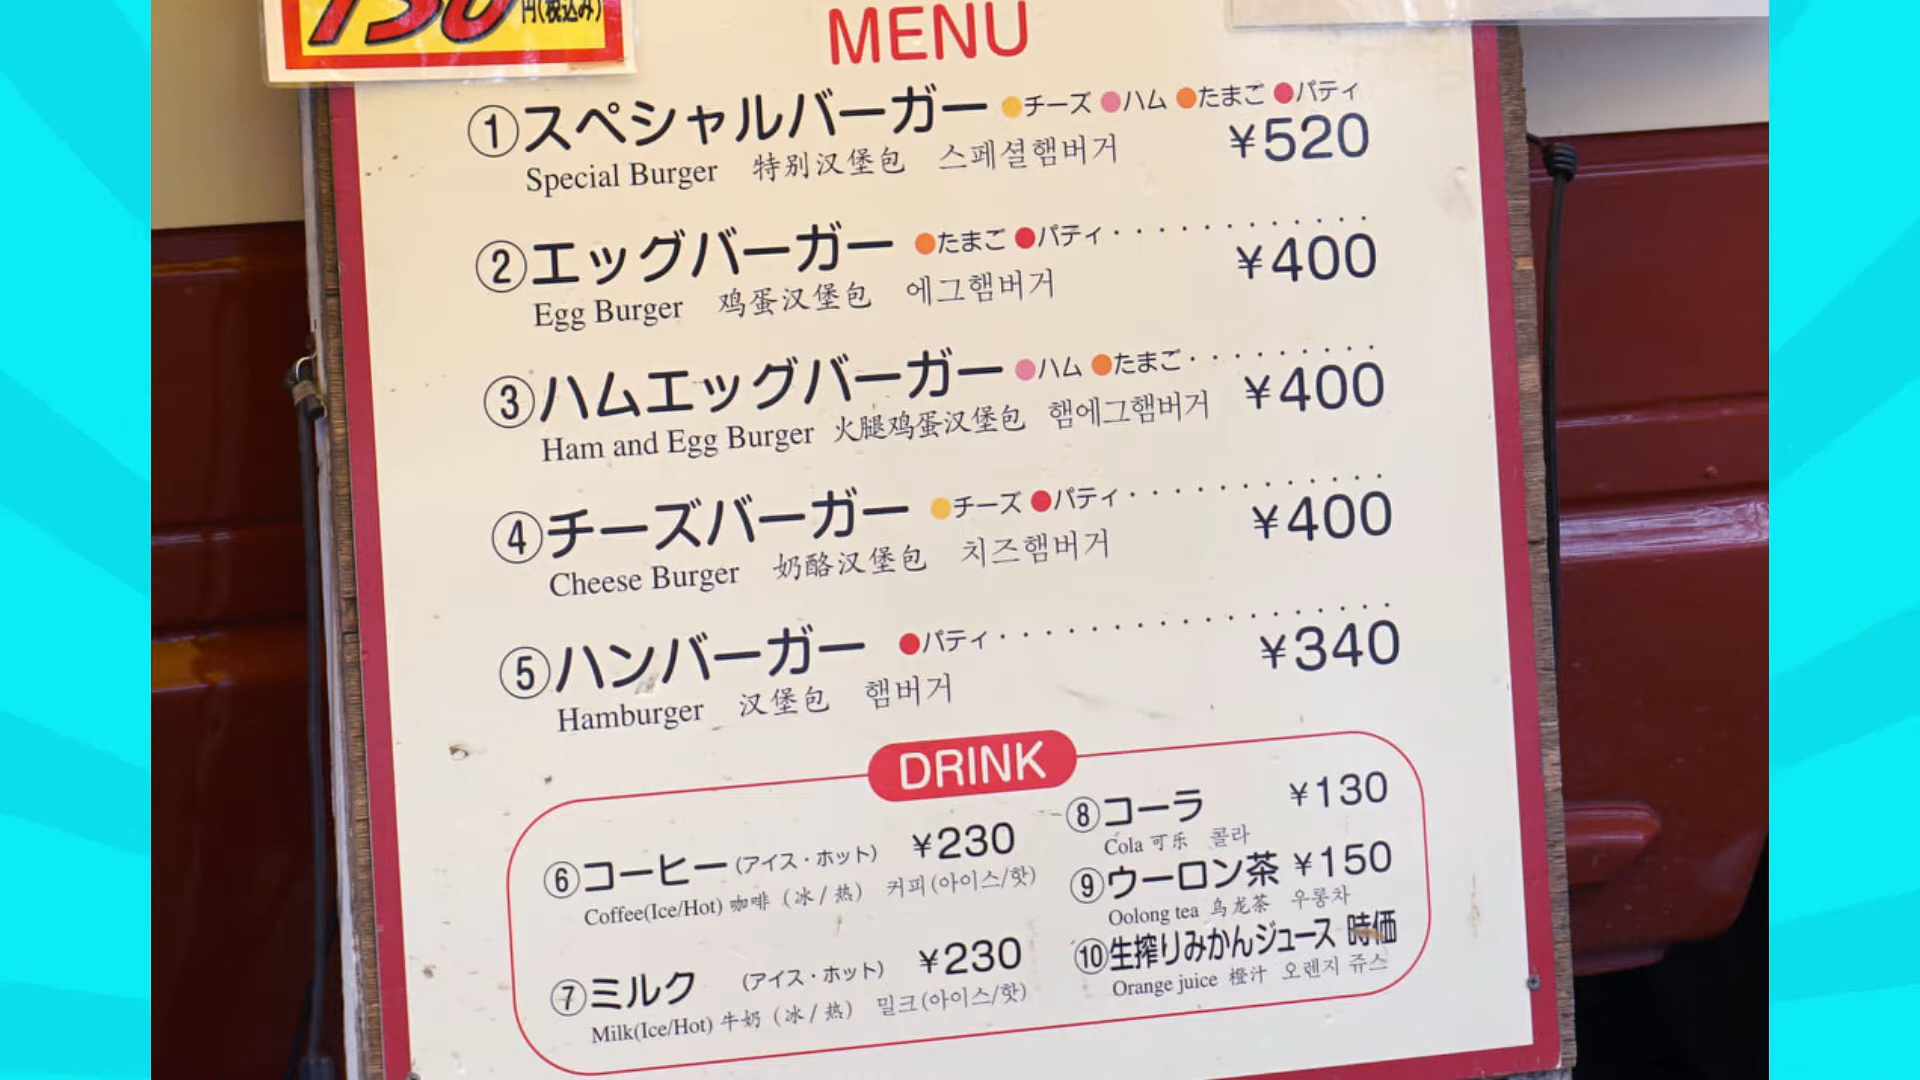 130円(税込み)
MENU
①スペシャルバーガー ●チーズ ●ハム ●たまご ●パティ
¥520
Special Burger 特别汉堡包 스페셜햄버거
②エッグバーガー ●たまご ●パティ・・・・・・・・・・
¥400
Egg Burger 鸡蛋汉堡包 에그햄버거
③ハムエッグバーガー ●ハム ●たまご・・・・・・・・
¥400
Ham and Egg Burger 火腿鸡蛋汉堡包 햄에그햄버거
④チーズバーガー ●チーズ ●パティ・・・・・・・・・・
¥400
Cheese Burger 奶酪汉堡包 치즈햄버거
⑤ハンバーガー ●パティ・・・・・・・・・・・・・
¥340
Hamburger 汉堡包 햄버거
DRINK
⑥コーヒー(アイス・ホット) ¥230
Coffee(Ice/Hot) 咖啡（冰/热） 커피(아이스/핫)
⑦ミルク (アイス・ホット) ¥230
Milk(Ice/Hot) 牛奶（冰/热） 밀크(아이스/핫)
⑧コーラ ¥130
Cola 可乐 콜라
⑨ウーロン茶 ¥150
Oolong tea 乌龙茶 우롱차
⑩生搾りみかんジュース 時価
Orange juice 橙汁 오렌지 쥬스